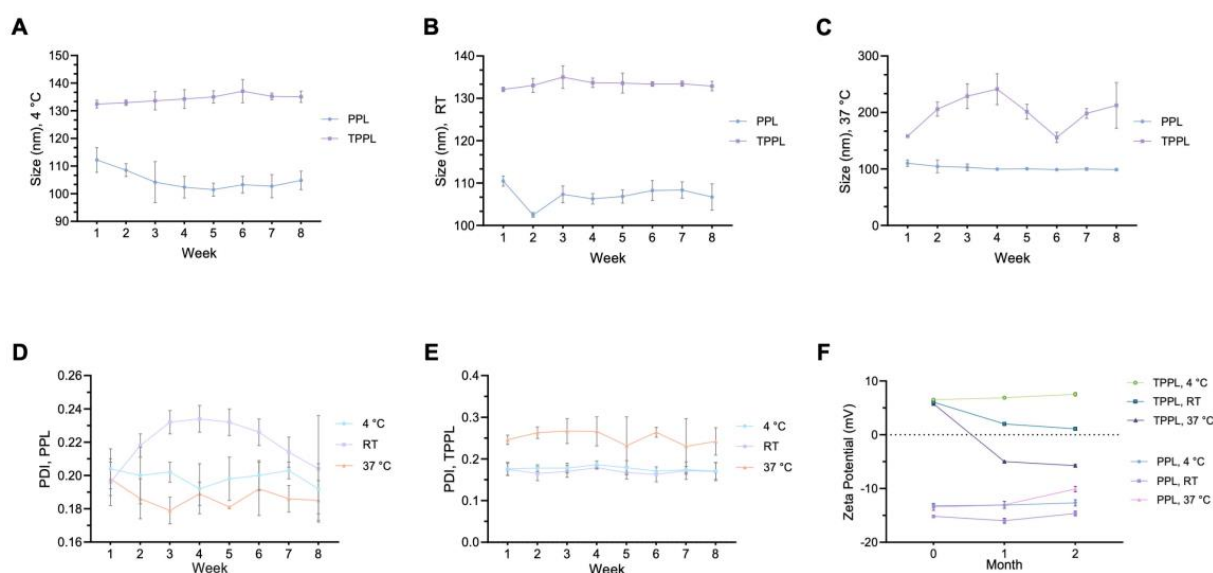 A
Size (nm), 4 °C
150
140
130
120
110
100
90
1 2 3 4 5 6 7 8
Week
PPL
TPPL
B
Size (nm), RT
140
130
120
110
100
1 2 3 4 5 6 7 8
Week
PPL
TPPL
C
Size (nm), 37 °C
300
200
100
0
1 2 3 4 5 6 7 8
Week
PPL
TPPL
D
PDI, PPL
0.26
0.24
0.22
0.20
0.18
0.16
1 2 3 4 5 6 7 8
Week
4 °C
RT
37 °C
E
PDI, TPPL
0.4
0.3
0.2
0.1
0.0
1 2 3 4 5 6 7 8
Week
4 °C
RT
37 °C
F
Zeta Potential (mV)
10
5
0
-10
-20
0 1 2
Month
TPPL, 4 °C
TPPL, RT
TPPL, 37 °C
PPL, 4 °C
PPL, RT
PPL, 37 °C